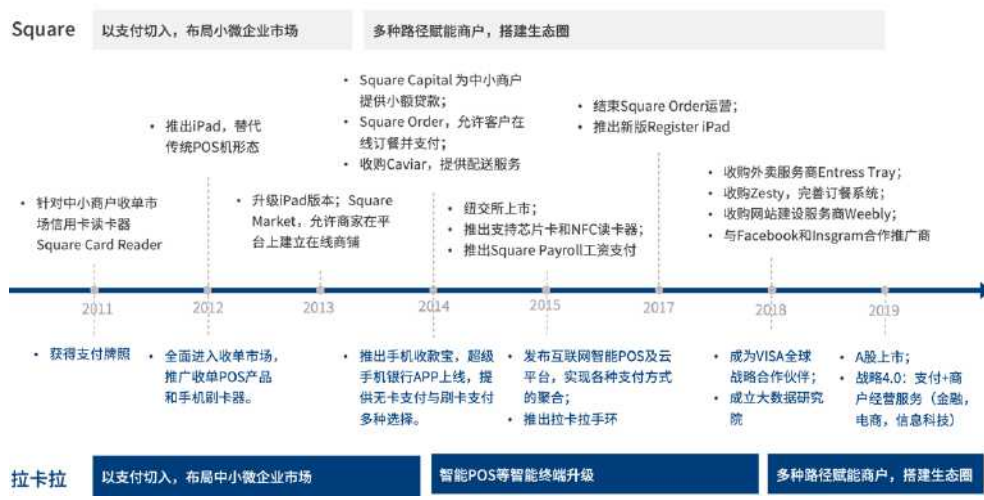 Square
以支付切入，布局小微企业市场
多种路径赋能商户，搭建生态圈
• 针对中小商户收单市
场信用卡读卡器
Square Card Reader
• 推出iPad，替代
传统POS机形态
• 升级iPad版本；Square
Market，允许商家在平
台上建立在线商铺
• Square Capital 为中小商户
提供小额贷款；
• Square Order，允许客户在
线订餐并支付；
• 收购Caviar，提供配送服务
• 纽交所上市；
• 推出支持芯片卡和NFC读卡器；
• 推出Square Payroll工资支付
• 结束Square Order运营；
• 推出新版Register iPad
• 收购外卖服务商Entress Tray；
• 收购Zesty，完善订餐系统；
• 收购网站建设服务商Weebly；
• 与Facebook和Insgram合作推广商
2011
2012
2013
2014
2015
2017
2018
2019
• 获得支付牌照
• 全面进入收单市场，
推广收单POS产品
和手机刷卡器。
• 推出手机收款宝，超级
手机银行APP上线，提
供无卡支付与刷卡支付
多种选择。
• 发布互联网智能POS及云
平台，实现各种支付方式
的聚合；
• 推出拉卡拉手环
• 成为VISA全球
战略合作伙伴；
• 成立大数据研究
院
• A股上市；
• 战略4.0：支付+商
户经营服务（金融，
电商，信息科技）
拉卡拉
以支付切入，布局中小微企业市场
智能POS等智能终端升级
多种路径赋能商户，搭建生态圈